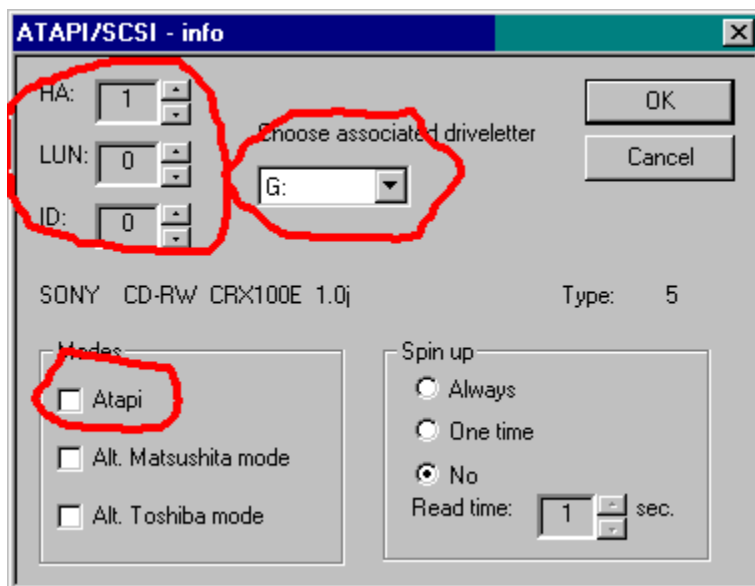 ATAPI/SCSI - info
HA: 1
OK
Choose associated driveletter
LUN: 0
Cancel
G:
ID: 0
SONY CD-RW CRX100E 1.0j Type: 5
Modes
Atapi
Alt. Matsushita mode
Alt. Toshiba mode
Spin up
Always
One time
No
Read time: 1 sec.